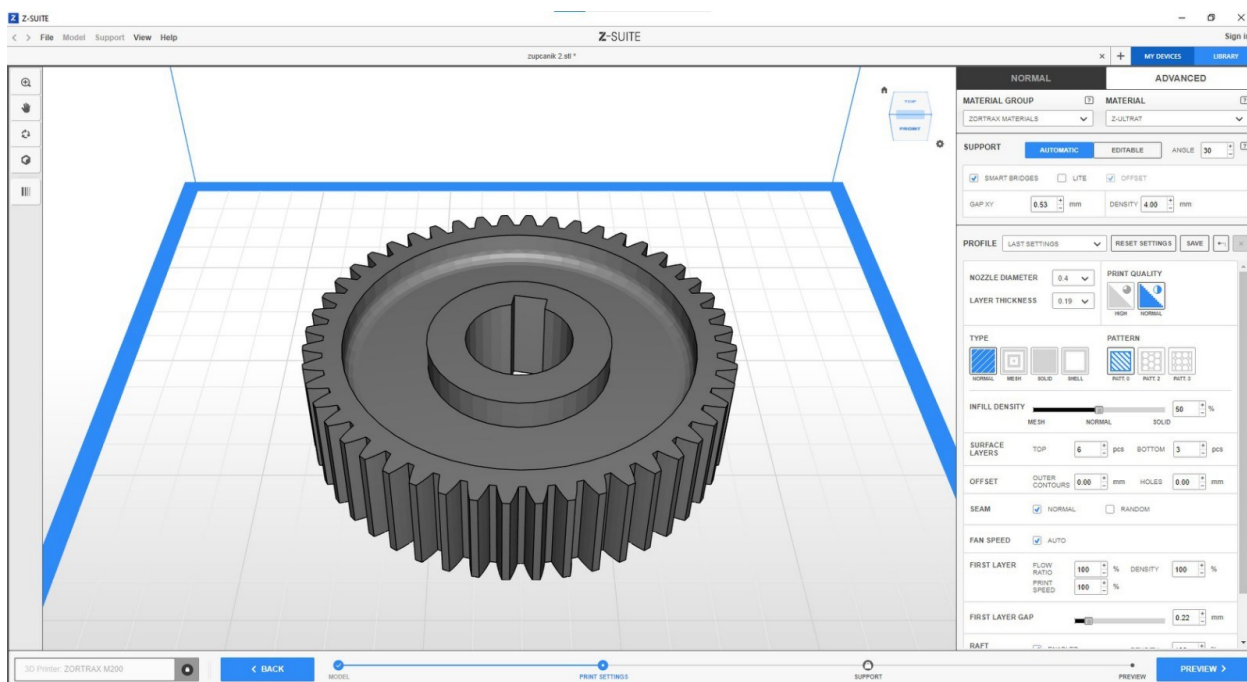 Z-SUITE
< > File Model Support View Help
Z-SUITE
Sign in
zupcanik 2.stl *
MY DEVICES LIBRARY
NORMAL ADVANCED
TOP
FRONT
MATERIAL GROUP ? MATERIAL ?
ZORTRAX MATERIALS Z-ULTRAT
SUPPORT AUTOMATIC EDITABLE ANGLE 30 ?
SMART BRIDGES LITE OFFSET
GAP XY 0.53 mm DENSITY 4.00 mm
PROFILE LAST SETTINGS RESET SETTINGS SAVE
NOZZLE DIAMETER 0.4 PRINT QUALITY
LAYER THICKNESS 0.19
HIGH NORMAL
TYPE PATTERN
NORMAL MESH SOLID SHELL PATT. 0 PATT. 2 PATT. 3
INFILL DENSITY 50 %
MESH NORMAL SOLID
SURFACE LAYERS TOP 6 pcs BOTTOM 3 pcs
OFFSET OUTER CONTOURS 0.00 mm HOLES 0.00 mm
SEAM NORMAL RANDOM
FAN SPEED AUTO
FIRST LAYER FLOW RATIO 100 % DENSITY 100 %
PRINT SPEED 100 %
FIRST LAYER GAP 0.22 mm
RAFT
3D Printer: ZORTRAX M200 < BACK MODEL PRINT SETTINGS SUPPORT PREVIEW PREVIEW >